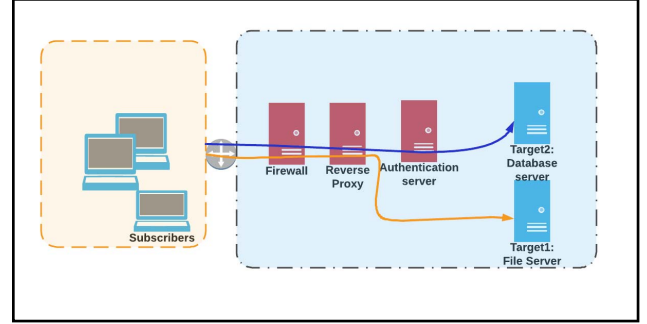 Subscribers
Firewall
Reverse
Proxy
Authentication
server
Target2:
Database
server
Target1:
File Server